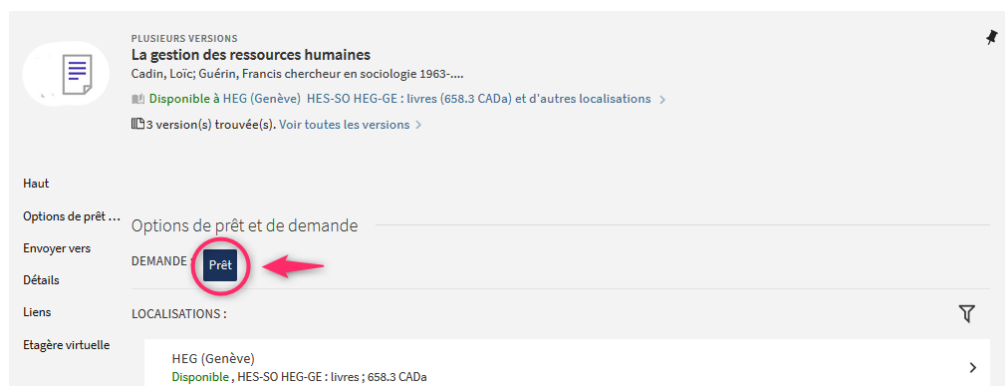 PLUSIEURS VERSIONS
La gestion des ressources humaines
Cadin, Loïc; Guérin, Francis chercheur en sociologie 1963-....
Disponible à HEG (Genève) HES-SO HEG-GE : livres (658.3 CADa) et d'autres localisations >
3 version(s) trouvée(s). Voir toutes les versions >
Haut
Options de prêt ...
Envoyer vers
Détails
Liens
Etagère virtuelle
Options de prêt et de demande
DEMANDE : Prêt
LOCALISATIONS :
HEG (Genève)
Disponible , HES-SO HEG-GE : livres ; 658.3 CADa